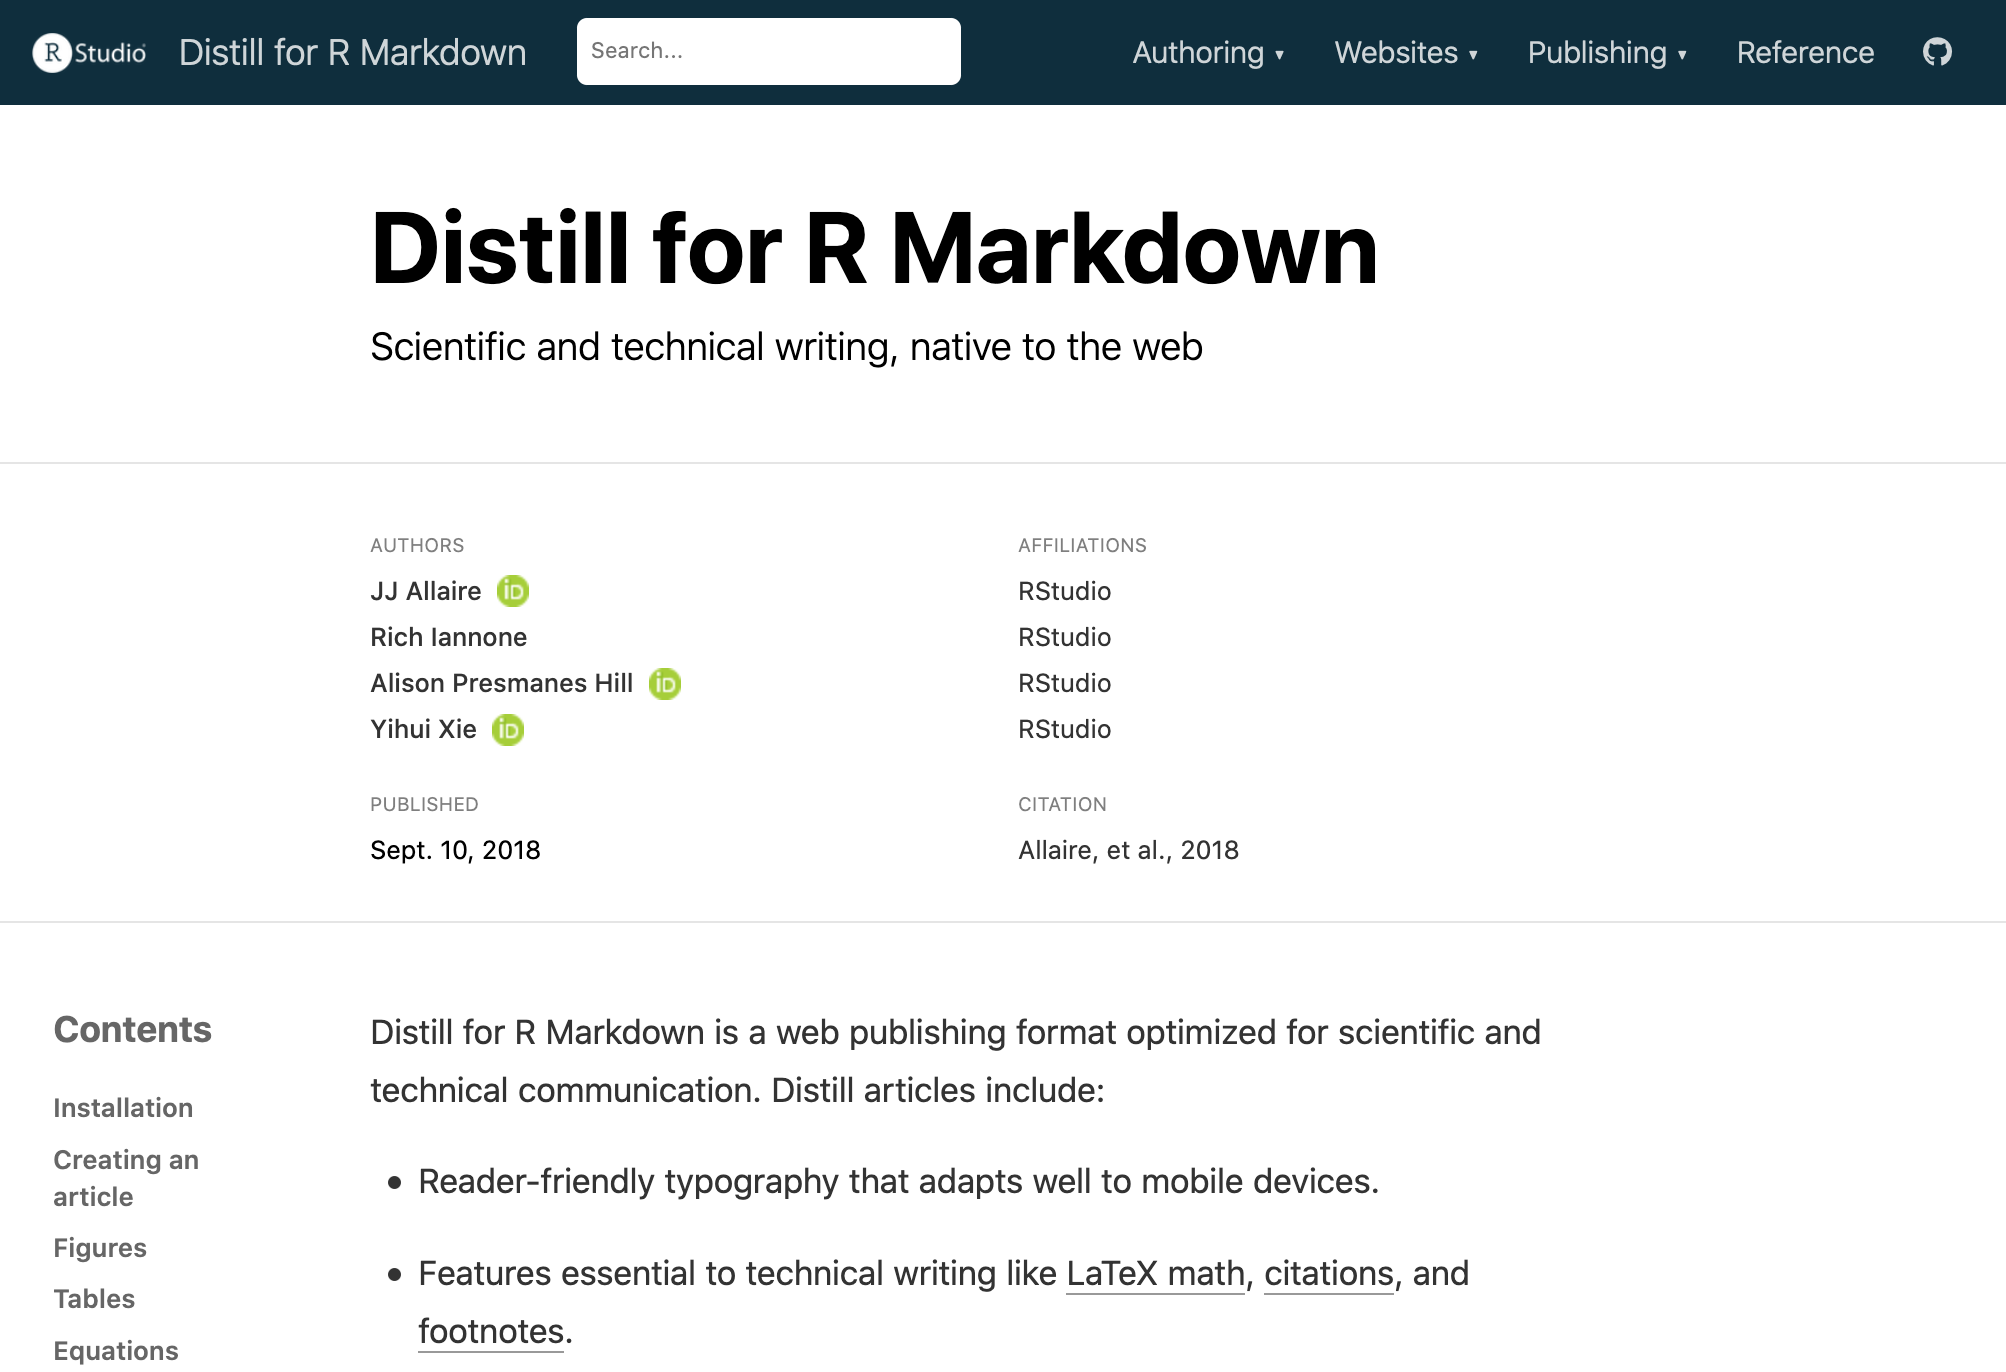 R Studio Distill for R Markdown Search... Authoring ▾ Websites ▾ Publishing ▾ Reference
Distill for R Markdown
Scientific and technical writing, native to the web
AUTHORS AFFILIATIONS
JJ Allaire iD RStudio
Rich Iannone RStudio
Alison Presmanes Hill iD RStudio
Yihui Xie iD RStudio
PUBLISHED CITATION
Sept. 10, 2018 Allaire, et al., 2018
Contents
Installation
Creating an
article
Figures
Tables
Equations
Distill for R Markdown is a web publishing format optimized for scientific and
technical communication. Distill articles include:
• Reader-friendly typography that adapts well to mobile devices.
• Features essential to technical writing like LaTeX math, citations, and
footnotes.